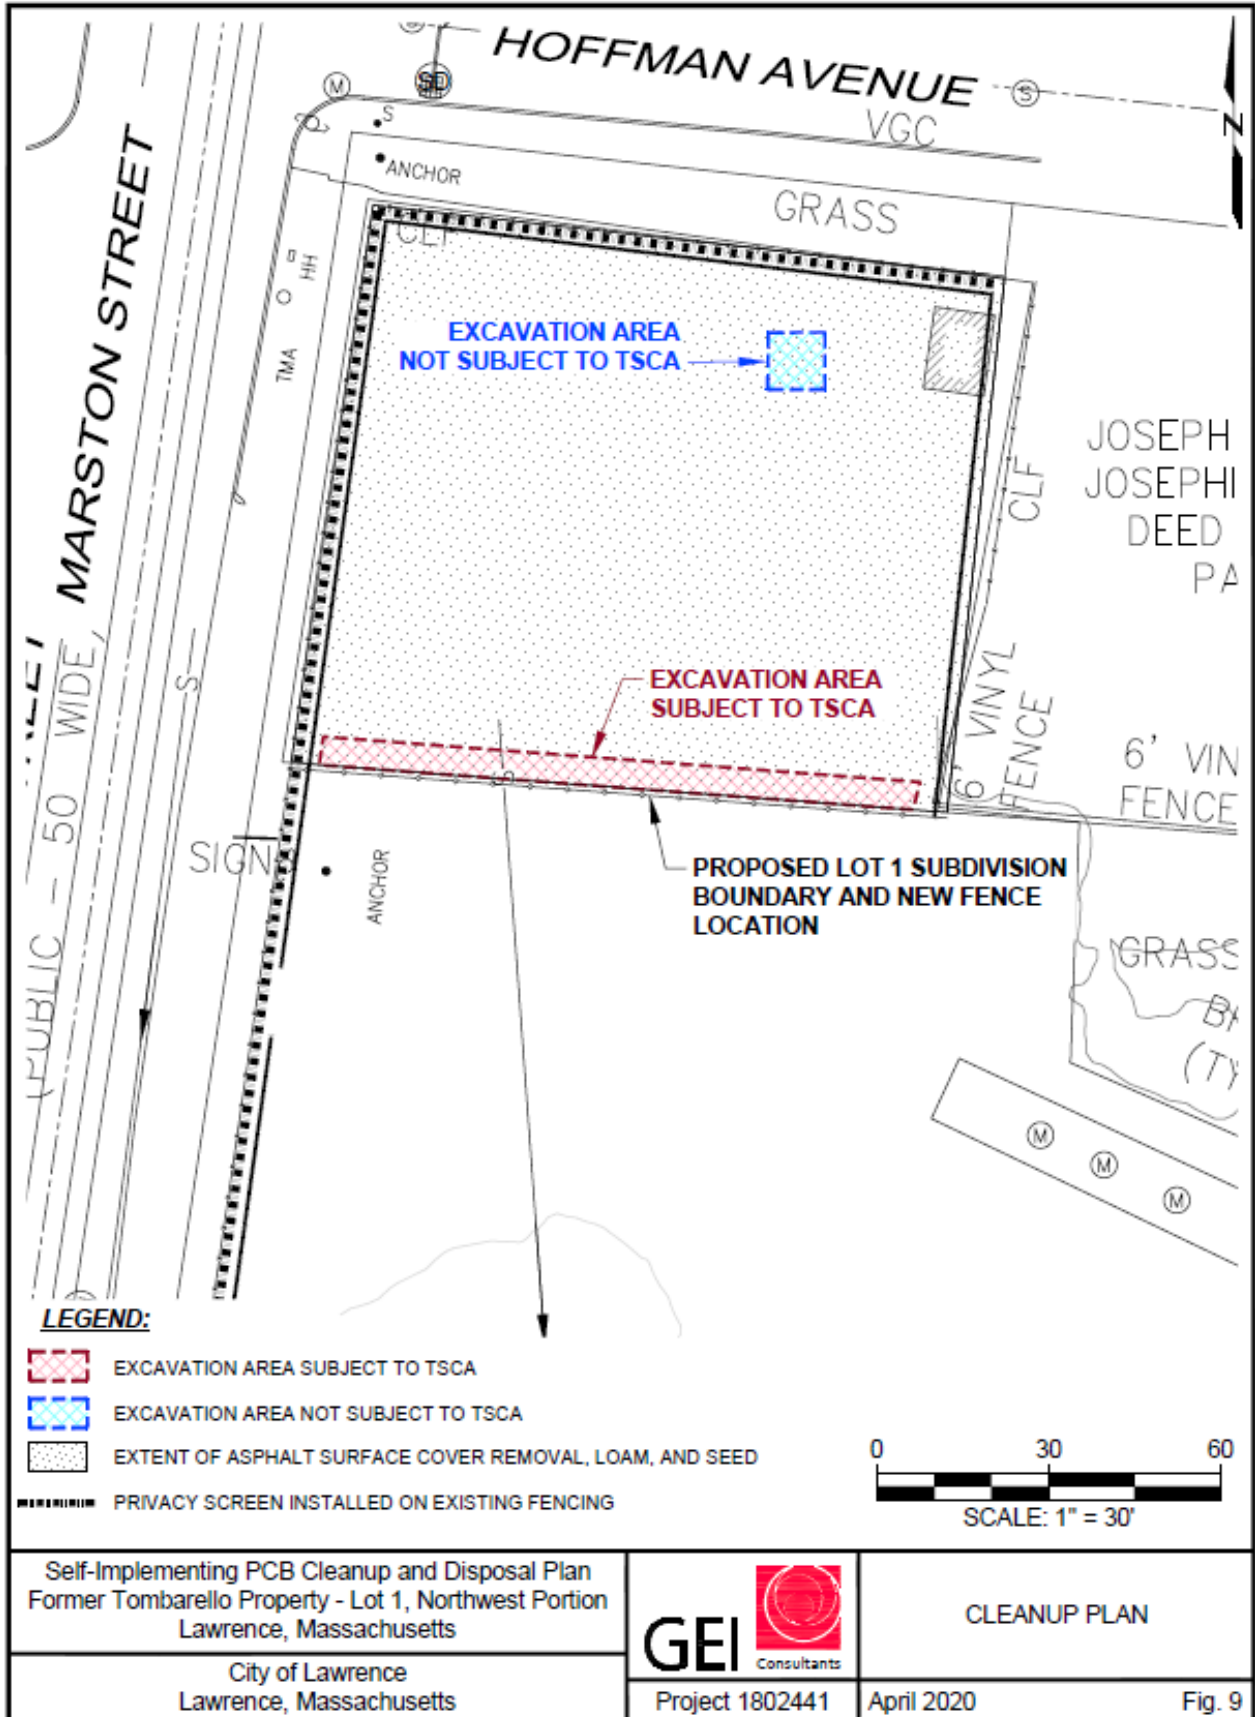 HOFFMAN AVENUE
SD
M
S
S
VGC
ANCHOR
GRASS
CLF
N
MARSTON STREET
HH
TMA
EXCAVATION AREA
NOT SUBJECT TO TSCA
JOSEPH
JOSEPHI
DEED
PA
CLF
EXCAVATION AREA
SUBJECT TO TSCA
6' VINYL
FENCE
6' VIN
FENCE
S
(PUBLIC - 50 WIDE)
S
SIGN
ANCHOR
PROPOSED LOT 1 SUBDIVISION
BOUNDARY AND NEW FENCE
LOCATION
GRASS
(TY
M
M
M
LEGEND:
EXCAVATION AREA SUBJECT TO TSCA
EXCAVATION AREA NOT SUBJECT TO TSCA
EXTENT OF ASPHALT SURFACE COVER REMOVAL, LOAM, AND SEED
PRIVACY SCREEN INSTALLED ON EXISTING FENCING
0 30 60
SCALE: 1" = 30'
Self-Implementing PCB Cleanup and Disposal Plan
Former Tombarello Property - Lot 1, Northwest Portion
Lawrence, Massachusetts
City of Lawrence
Lawrence, Massachusetts
GEI
Consultants
Project 1802441
CLEANUP PLAN
April 2020
Fig. 9